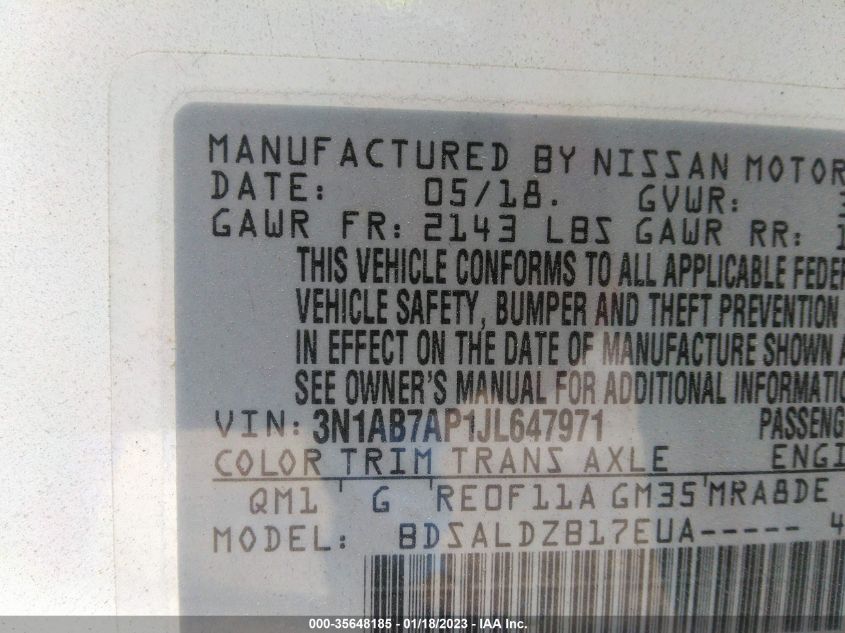 MANUFACTURED BY NISSAN MOTOR
DATE: 05/18. GVWR:
GAWR FR: 2143 LBS GAWR RR: 1
THIS VEHICLE CONFORMS TO ALL APPLICABLE FEDER
VEHICLE SAFETY, BUMPER AND THEFT PREVENTION
IN EFFECT ON THE DATE OF MANUFACTURE SHOWN A
SEE OWNER'S MANUAL FOR ADDITIONAL INFORMATIO
VIN: 3N1AB7AP1JL647971 PASSENG
COLOR TRIM TRANS AXLE ENGI
QM1 ' G ' RE0F11A GM35 ' MRA8DE
MODEL: BDSALDZB17EUA----- 4
000-35648185 - 01/18/2023 - IAA Inc.